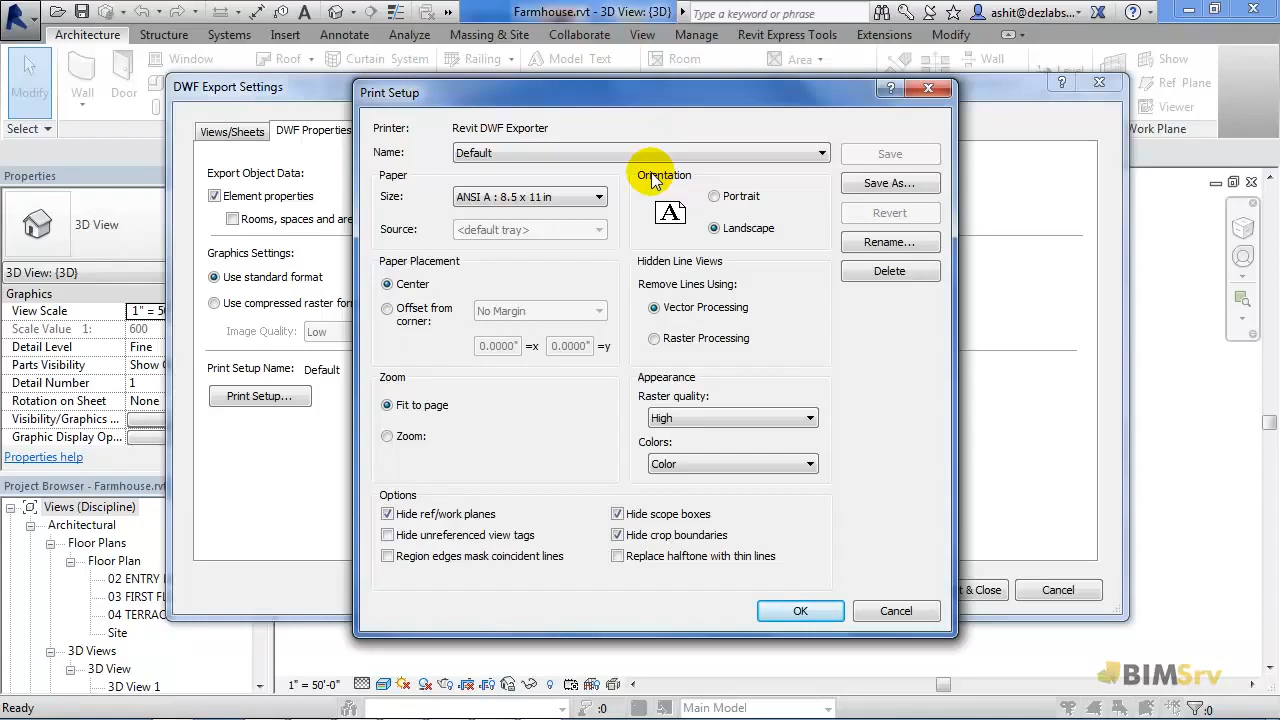 Farmhouse.rvt - 3D View: {3D}
Type a keyword or phrase
ashit@dezlabs...
Architecture Structure Systems Insert Annotate Analyze Massing & Site Collaborate View Manage Revit Express Tools Extensions Modify
Modify
Wall
Door
Window
Roof
Curtain System
Railing
Model Text
Room
Area
Wall
Level
Show
Ref Plane
Viewer
Select
Work Plane
Properties
3D View
3D View: {3D}
Graphics
View Scale 1" = 50
Scale Value 1: 600
Detail Level Fine
Parts Visibility Show O
Detail Number 1
Rotation on Sheet None
Visibility/Graphics ...
Graphic Display Op...
Properties help
Project Browser - Farmhouse.rvt
Views (Discipline)
Architectural
Floor Plans
Floor Plan
02 ENTRY
03 FIRST FL
04 TERRAC
Site
3D Views
3D View
3D View 1
DWF Export Settings
Views/Sheets
DWF Properties
Export Object Data:
Element properties
Rooms, spaces and are
Graphics Settings:
Use standard format
Use compressed raster for
Image Quality: Low
Print Setup Name: Default
Print Setup...
& Close
Cancel
Print Setup
Printer: Revit DWF Exporter
Name: Default
Save
Save As...
Revert
Rename...
Delete
Paper
Size: ANSI A : 8.5 x 11 in
Source: <default tray>
Orientation
A
Portrait
Landscape
Paper Placement
Center
Offset from
corner:
No Margin
0.0000" =x 0.0000" =y
Hidden Line Views
Remove Lines Using:
Vector Processing
Raster Processing
Zoom
Fit to page
Zoom:
Appearance
Raster quality:
High
Colors:
Color
Options
Hide ref/work planes
Hide unreferenced view tags
Region edges mask coincident lines
Hide scope boxes
Hide crop boundaries
Replace halftone with thin lines
OK
Cancel
BIMSrv
1" = 50'-0"
:0
Main Model
:0